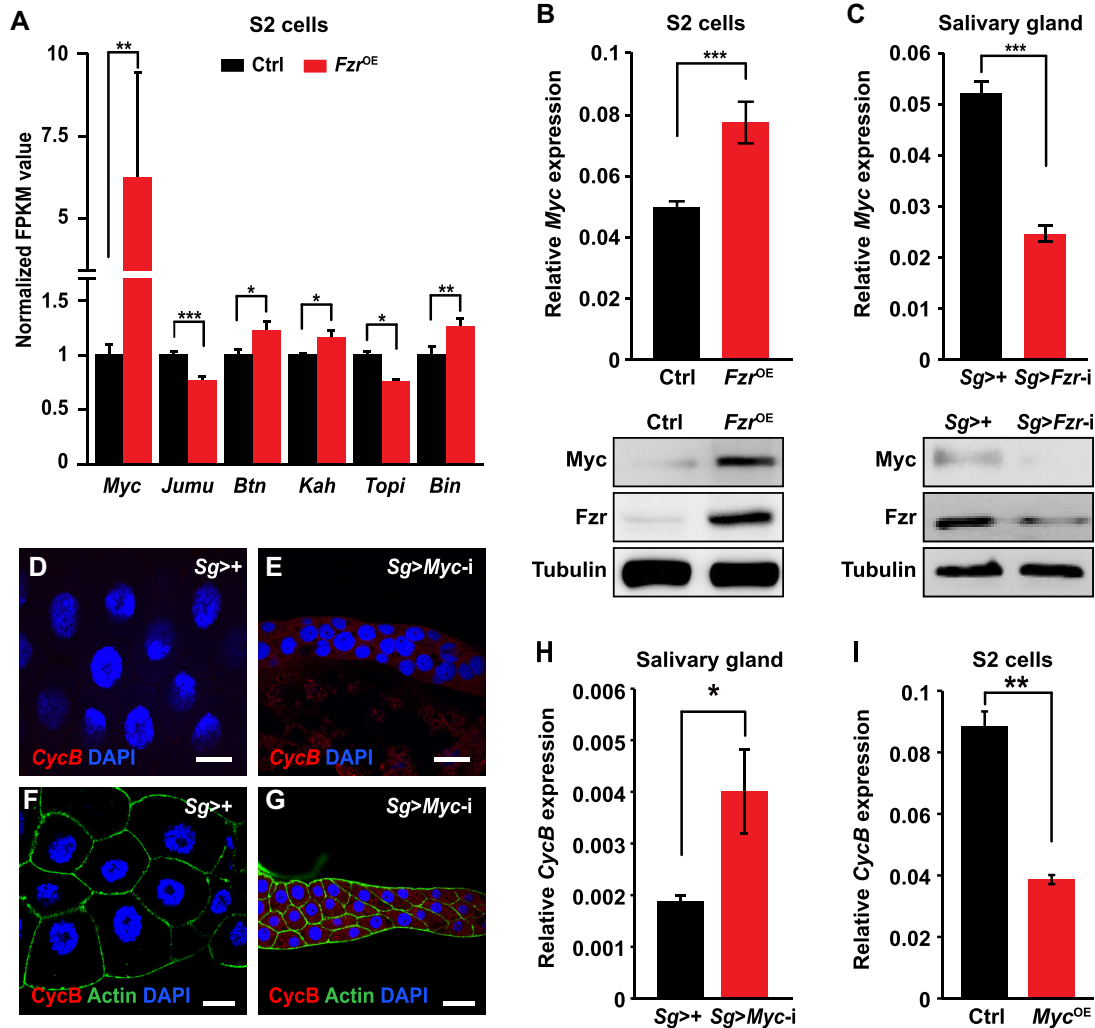 A
S2 cells
Ctrl
Fzr^OE
Normalized FPKM value
10
7.5
5
1.5
1
0.5
0
**
***
*
*
*
**
Myc Jumu Btn Kah Topi Bin
B
S2 cells
Relative Myc expression
0.1
0.08
0.06
0.04
0.02
0
***
Ctrl Fzr^OE
Ctrl Fzr^OE
Myc
Fzr
Tubulin
C
Salivary gland
Relative Myc expression
0.06
0.05
0.04
0.03
0.02
0.01
0
***
Sg>+ Sg>Fzr-i
Sg>+ Sg>Fzr-i
Myc
Fzr
Tubulin
D
Sg>+
CycB DAPI
E
Sg>Myc-i
CycB DAPI
F
Sg>+
CycB Actin DAPI
G
Sg>Myc-i
CycB Actin DAPI
H
Salivary gland
Relative CycB expression
0.006
0.005
0.004
0.003
0.002
0.001
0
*
Sg>+ Sg>Myc-i
I
S2 cells
Relative CycB expression
0.1
0.08
0.06
0.04
0.02
0
**
Ctrl Myc^OE